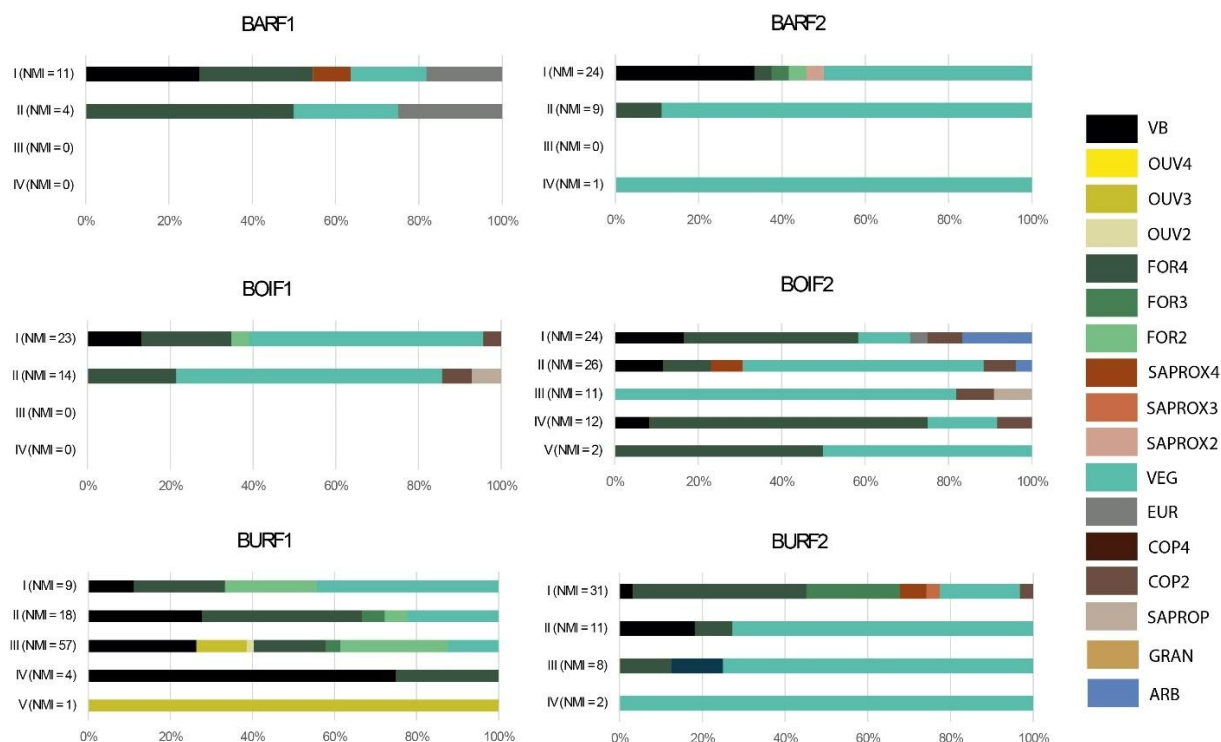 BARF1
I (NMI = 11)
II (NMI = 4)
III (NMI = 0)
IV (NMI = 0)
0% 20% 40% 60% 80% 100%
BARF2
I (NMI = 24)
II (NMI = 9)
III (NMI = 0)
IV (NMI = 1)
0% 20% 40% 60% 80% 100%
BOIF1
I (NMI = 23)
II (NMI = 14)
III (NMI = 0)
IV (NMI = 0)
0% 20% 40% 60% 80% 100%
BOIF2
I (NMI = 24)
II (NMI = 26)
III (NMI = 11)
IV (NMI = 12)
V (NMI = 2)
0% 20% 40% 60% 80% 100%
BURF1
I (NMI = 9)
II (NMI = 18)
III (NMI = 57)
IV (NMI = 4)
V (NMI = 1)
0% 20% 40% 60% 80% 100%
BURF2
I (NMI = 31)
II (NMI = 11)
III (NMI = 8)
IV (NMI = 2)
0% 20% 40% 60% 80% 100%
VB
OUV4
OUV3
OUV2
FOR4
FOR3
FOR2
SAPROX4
SAPROX3
SAPROX2
VEG
EUR
COP4
COP2
SAPROP
GRAN
ARB